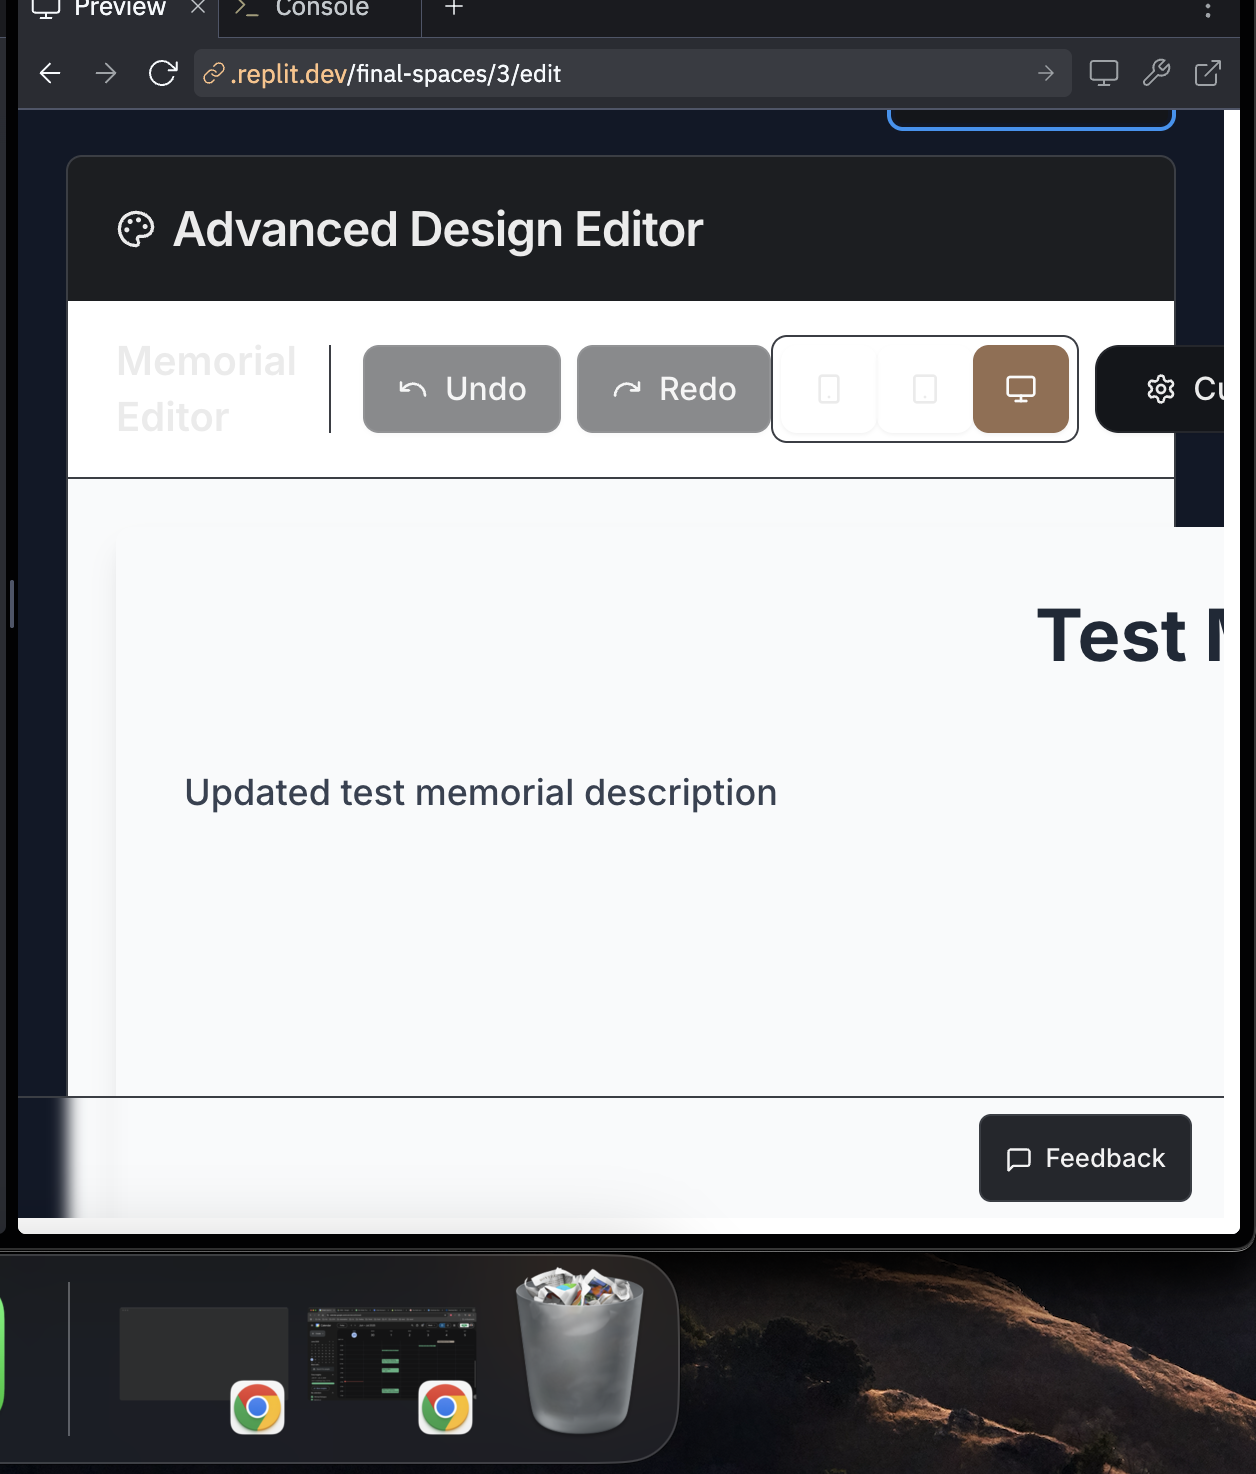 Preview
Console
.replit.dev/final-spaces/3/edit
Advanced Design Editor
Memorial
Editor
Undo
Redo
Test
Updated test memorial description
Feedback